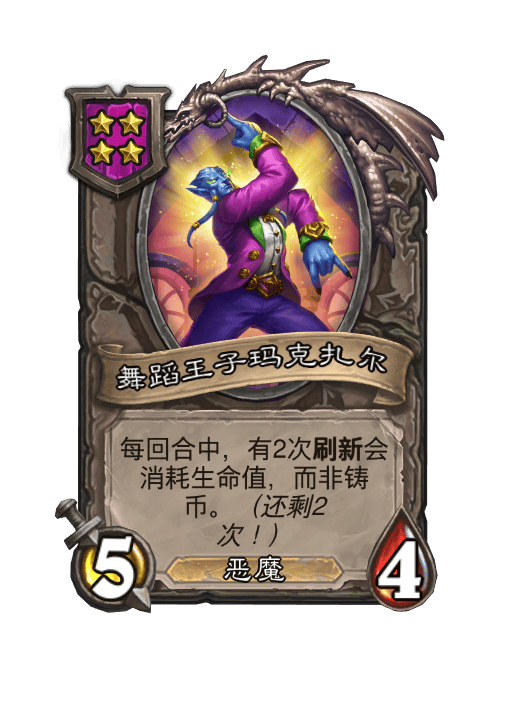 舞蹈王子玛克扎尔
每回合中，有2次刷新会
消耗生命值，而非铸
币。（还剩2
次！）
5
恶魔
4